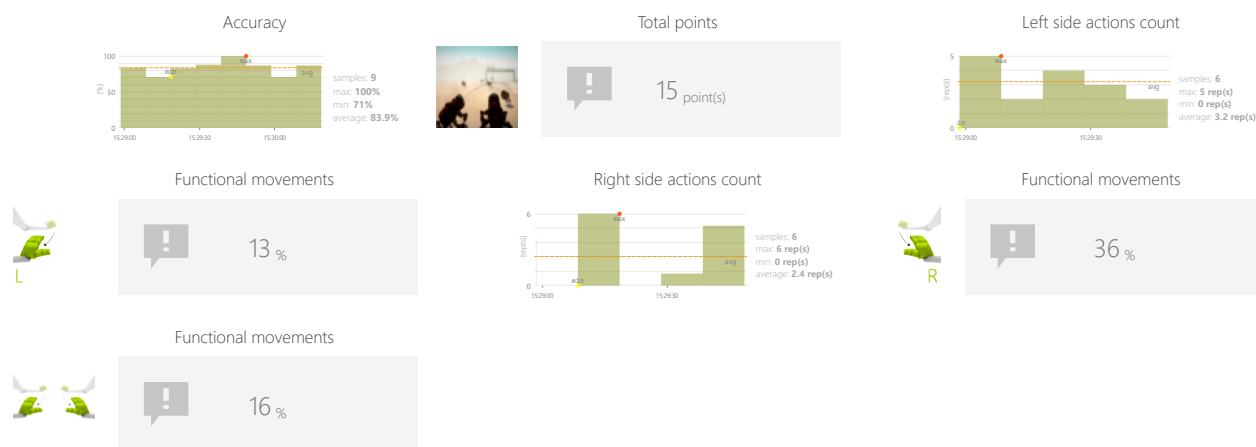 Accuracy
100
50
0
[%]
min
max
avg
15:29:00
15:29:30
15:30:00
samples: 9
max: 100%
min: 71%
average: 83.9%
Total points
15 point(s)
Left side actions count
5
0
[rep(s)]
min
max
avg
15:29:00
15:29:30
samples: 6
max: 5 rep(s)
min: 0 rep(s)
average: 3.2 rep(s)
Functional movements
L
13 %
Right side actions count
6
0
[rep(s)]
min
max
avg
15:29:00
15:29:30
samples: 6
max: 6 rep(s)
min: 0 rep(s)
average: 2.4 rep(s)
Functional movements
R
36 %
Functional movements
16 %